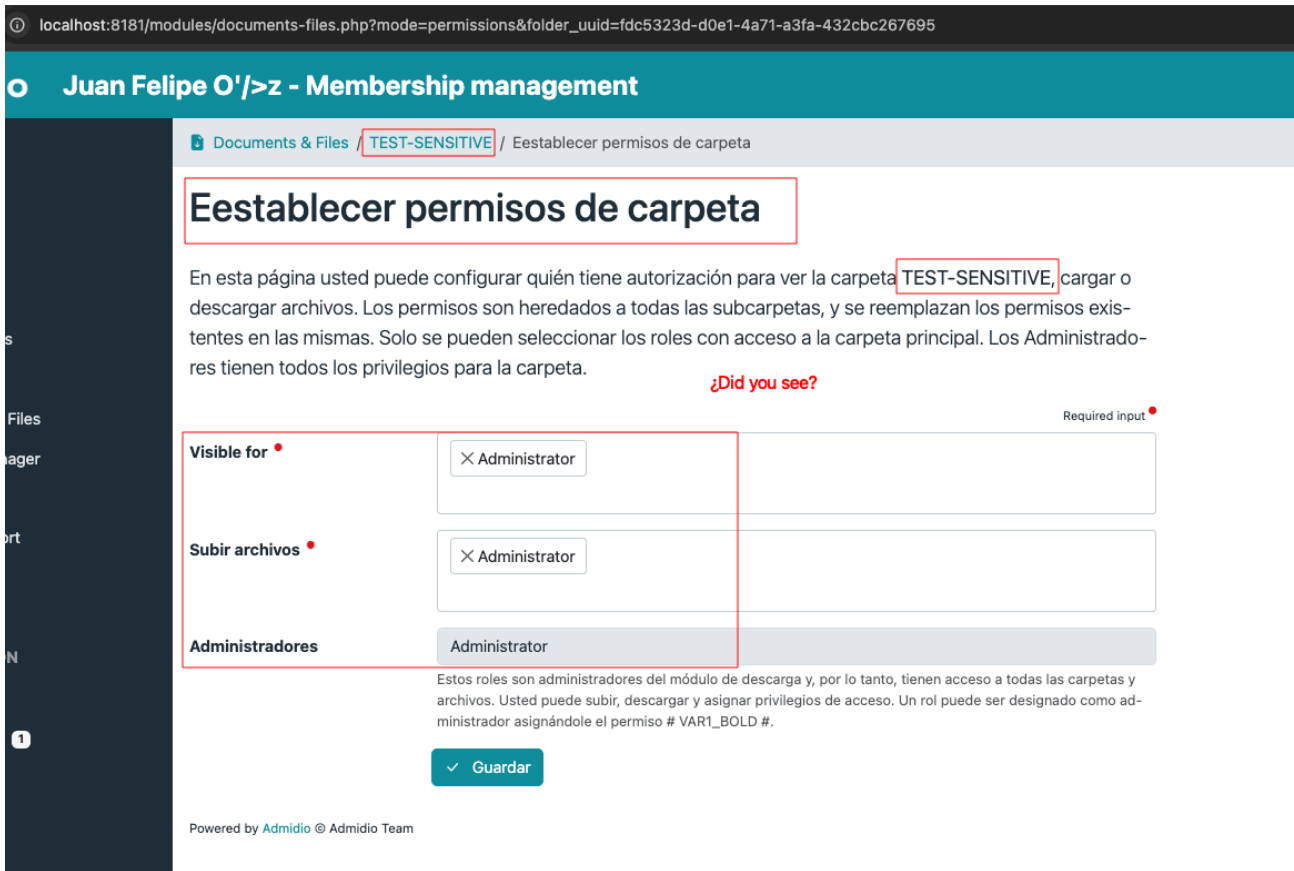 localhost:8181/modules/documents-files.php?mode=permissions&folder_uuid=fdc5323d-d0e1-4a71-a3fa-432cbc267695
o Juan Felipe O'/>z - Membership management
Documents & Files / TEST-SENSITIVE / Eestablecer permisos de carpeta
Eestablecer permisos de carpeta
En esta página usted puede configurar quién tiene autorización para ver la carpeta TEST-SENSITIVE, cargar o
descargar archivos. Los permisos son heredados a todas las subcarpetas, y se reemplazan los permisos exis-
tentes en las mismas. Solo se pueden seleccionar los roles con acceso a la carpeta principal. Los Administrado-
res tienen todos los privilegios para la carpeta.
¿Did you see?
s
Files
nager
ort
N
1
Required input
Visible for
Administrator
Subir archivos
Administrator
Administradores
Administrator
Estos roles son administradores del módulo de descarga y, por lo tanto, tienen acceso a todas las carpetas y
archivos. Usted puede subir, descargar y asignar privilegios de acceso. Un rol puede ser designado como ad-
ministrador asignándole el permiso # VAR1_BOLD #.
Guardar
Powered by Admidio © Admidio Team